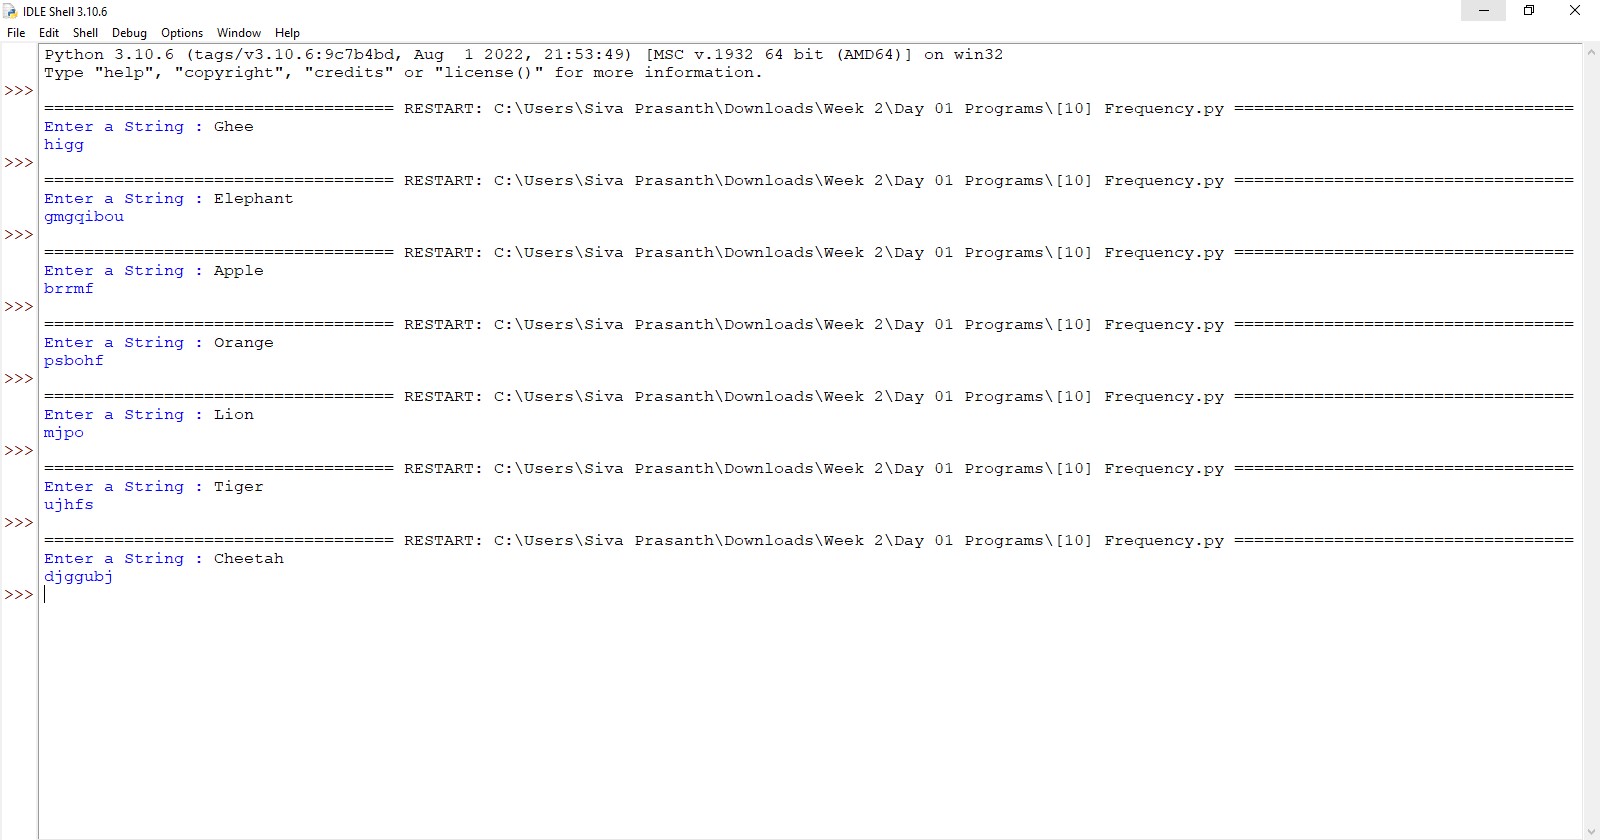 IDLE Shell 3.10.6
File Edit Shell Debug Options Window Help
Python 3.10.6 (tags/v3.10.6:9c7b4bd, Aug  1 2022, 21:53:49) [MSC v.1932 64 bit (AMD64)] on win32
Type "help", "copyright", "credits" or "license()" for more information.
>>>
=================================== RESTART: C:\Users\Siva Prasanth\Downloads\Week 2\Day 01 Programs\[10] Frequency.py ==================================
Enter a String : Ghee
higg
>>>
=================================== RESTART: C:\Users\Siva Prasanth\Downloads\Week 2\Day 01 Programs\[10] Frequency.py ==================================
Enter a String : Elephant
gmgqibou
>>>
=================================== RESTART: C:\Users\Siva Prasanth\Downloads\Week 2\Day 01 Programs\[10] Frequency.py ==================================
Enter a String : Apple
brrmf
>>>
=================================== RESTART: C:\Users\Siva Prasanth\Downloads\Week 2\Day 01 Programs\[10] Frequency.py ==================================
Enter a String : Orange
psbohf
>>>
=================================== RESTART: C:\Users\Siva Prasanth\Downloads\Week 2\Day 01 Programs\[10] Frequency.py ==================================
Enter a String : Lion
mjpo
>>>
=================================== RESTART: C:\Users\Siva Prasanth\Downloads\Week 2\Day 01 Programs\[10] Frequency.py ==================================
Enter a String : Tiger
ujhfs
>>>
=================================== RESTART: C:\Users\Siva Prasanth\Downloads\Week 2\Day 01 Programs\[10] Frequency.py ==================================
Enter a String : Cheetah
djggubj
>>>